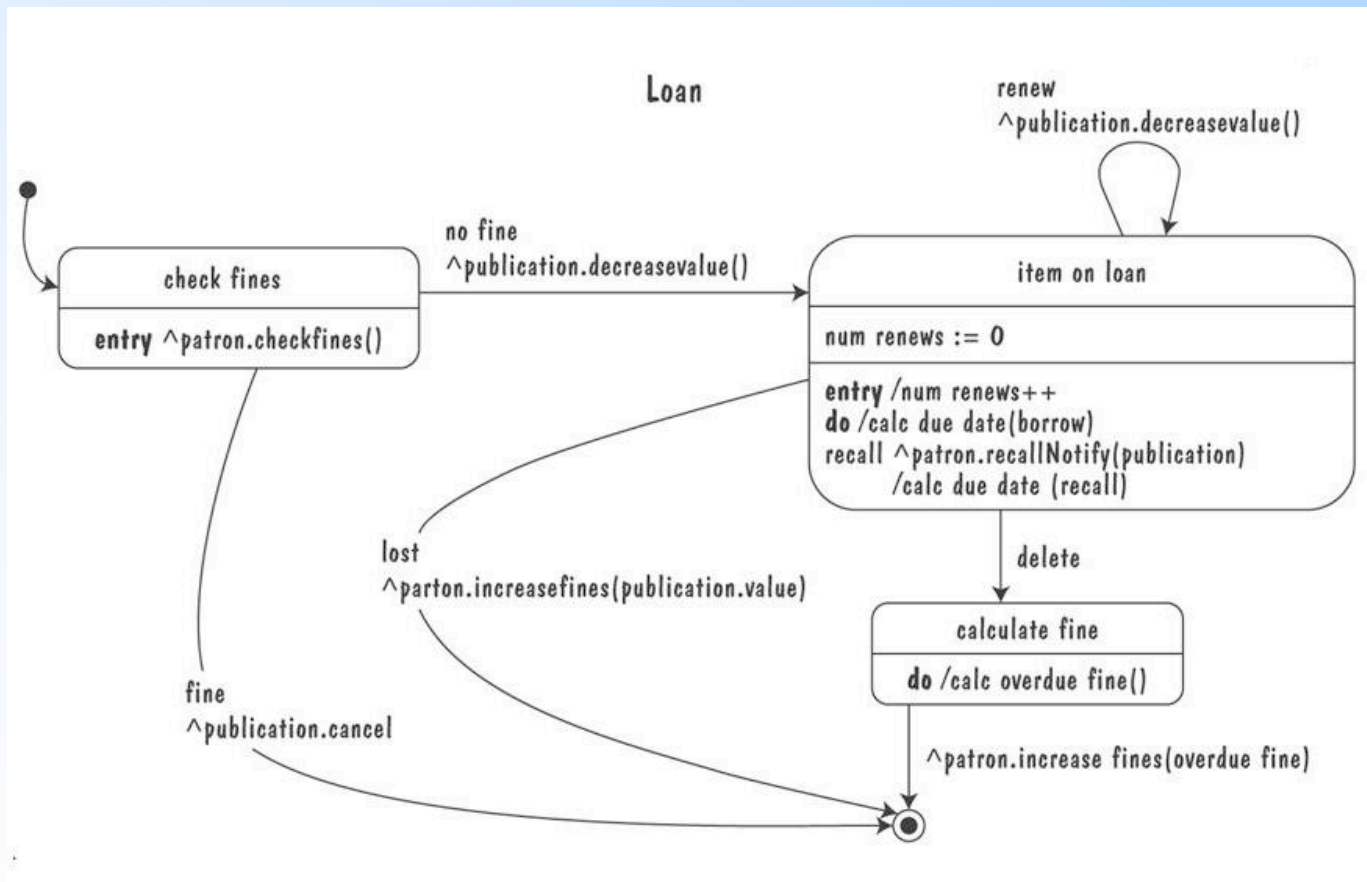 Loan
renew
^publication.decreasevalue()
no fine
^publication.decreasevalue()
check fines
entry ^patron.checkfines()
item on loan
num renews := 0
entry /num renews++
do /calc due date(borrow)
recall ^patron.recallNotify(publication)
/calc due date (recall)
lost
^parton.increasefines(publication.value)
delete
calculate fine
do /calc overdue fine()
fine
^publication.cancel
^patron.increase fines(overdue fine)